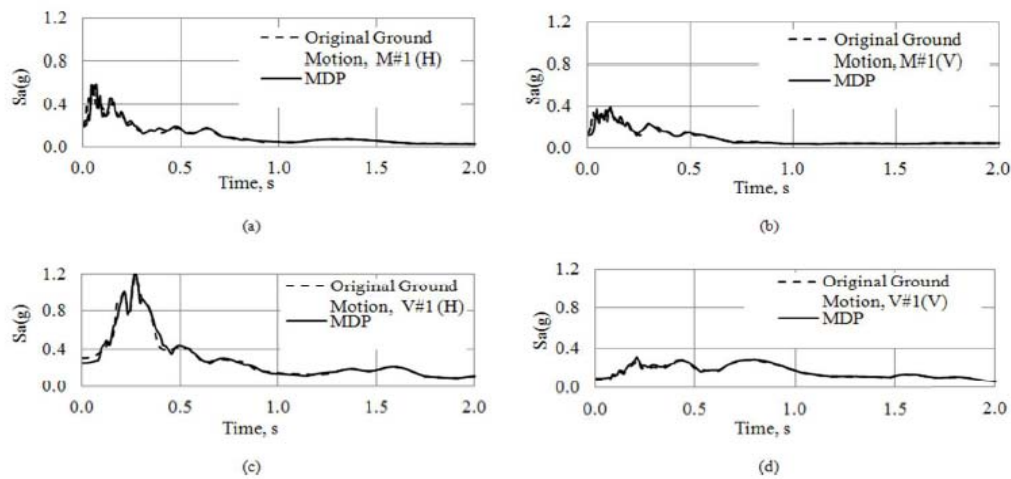 1.2
0.8
0.4
0.0
Sa(g)
Original Ground
Motion, M#1 (H)
MDP
0.0 0.5 1.0 1.5 2.0
Time, s
(a)
1.2
0.8
0.4
0.0
Sa(g)
Original Ground
Motion, M#1(V)
MDP
0.0 0.5 1.0 1.5 2.0
Time, s
(b)
1.2
0.8
0.4
0.0
Sa(g)
Original Ground
Motion, V#1 (H)
MDP
0.0 0.5 1.0 1.5 2.0
Time, s
(c)
1.2
0.8
0.4
0.0
Sa(g)
Original Ground
Motion, V#1(V)
MDP
0.0 0.5 1.0 1.5 2.0
Time, s
(d)